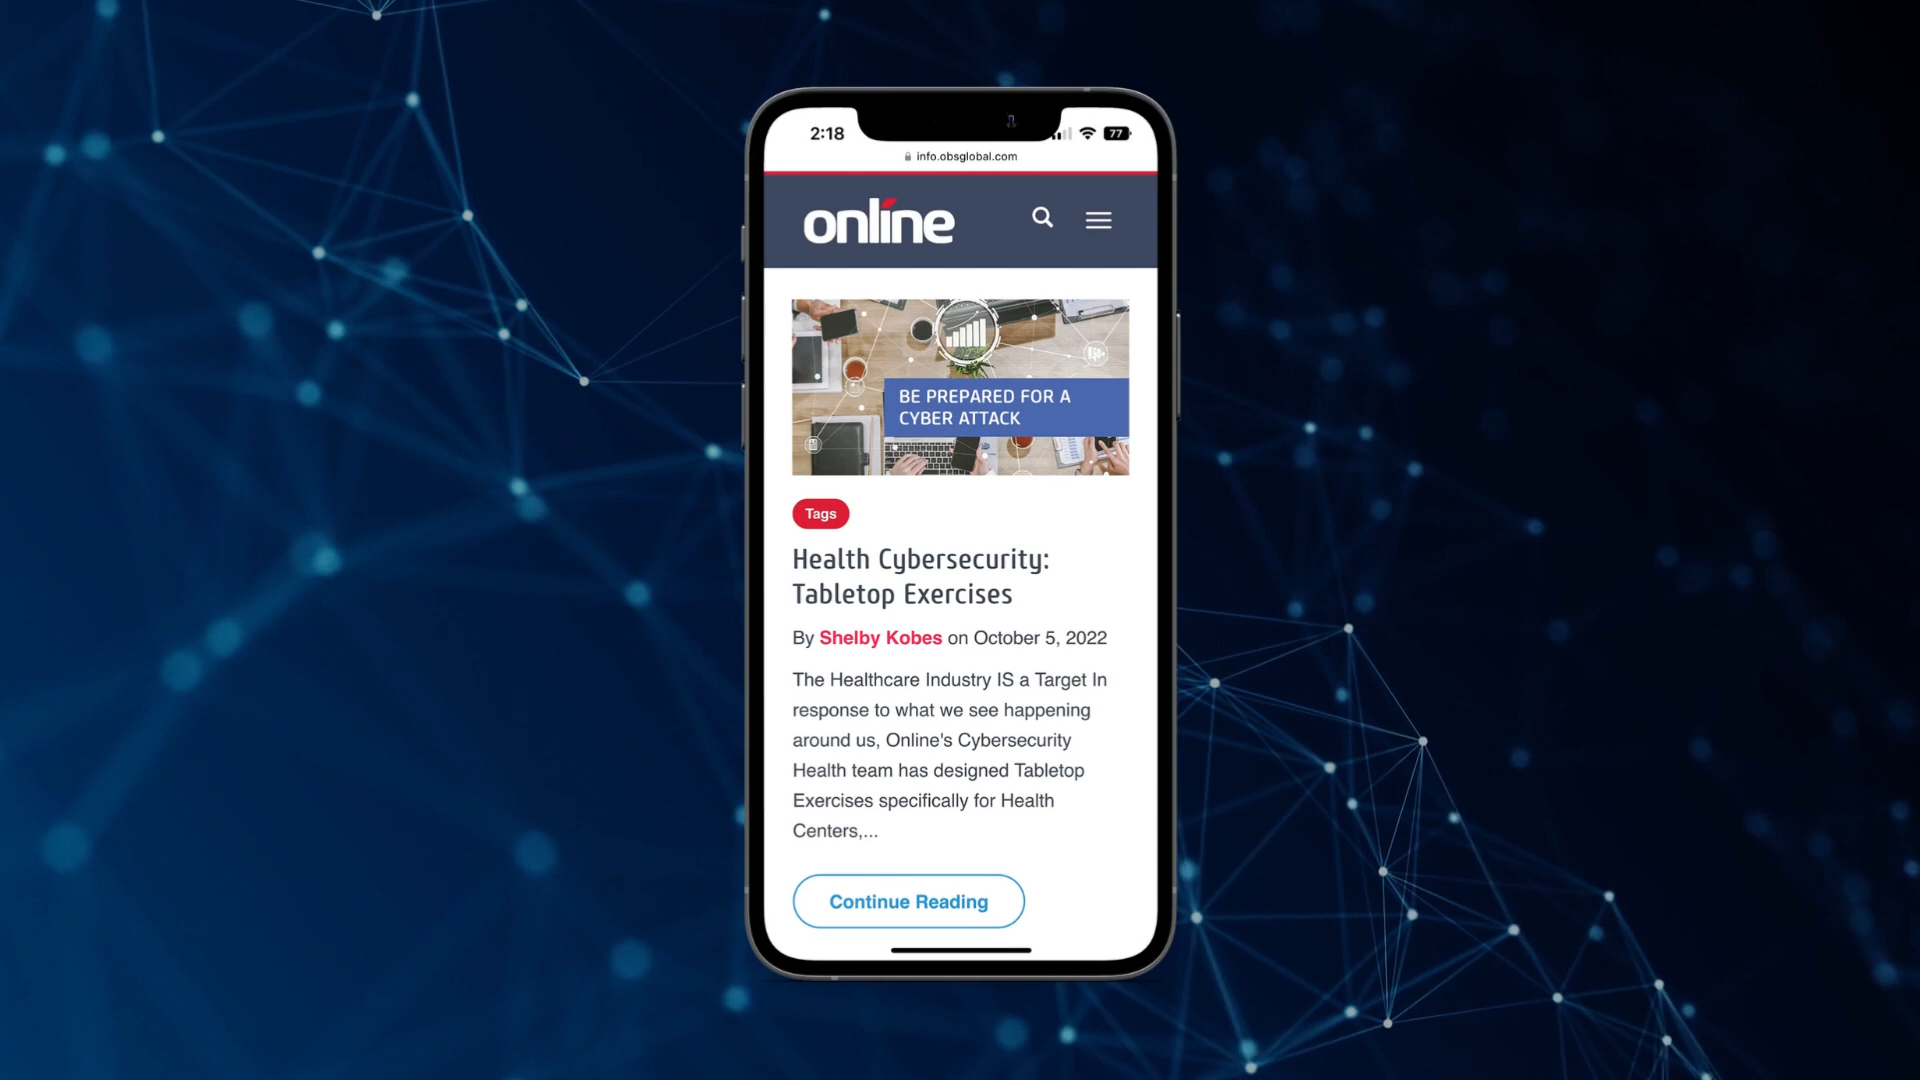 2:18
77
info.obsglobal.com
online
BE PREPARED FOR A
CYBER ATTACK
Tags
Health Cybersecurity:
Tabletop Exercises
By Shelby Kobes on October 5, 2022
The Healthcare Industry IS a Target In
response to what we see happening
around us, Online's Cybersecurity
Health team has designed Tabletop
Exercises specifically for Health
Centers,...
Continue Reading